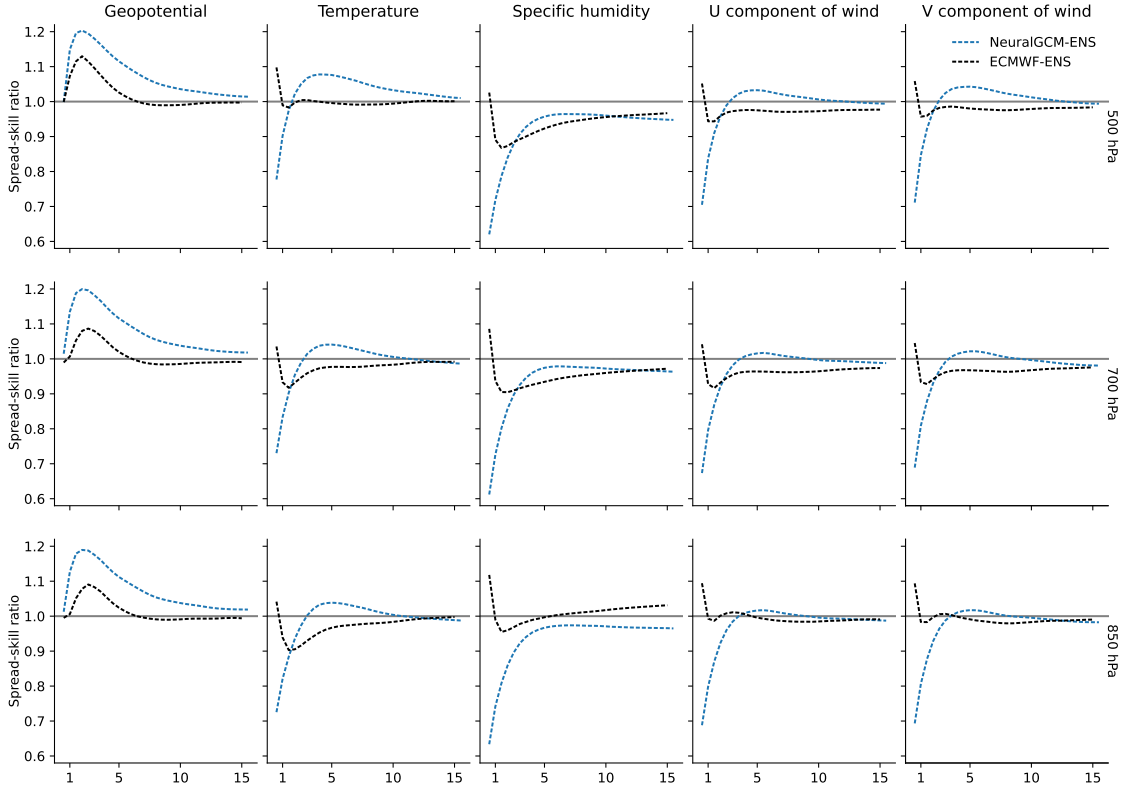 Geopotential
Temperature
Specific humidity
U component of wind
V component of wind
Spread-skill ratio
1.2
1.1
1.0
0.9
0.8
0.7
0.6
NeuralGCM-ENS
ECMWF-ENS
500 hPa
Spread-skill ratio
1.2
1.1
1.0
0.9
0.8
0.7
0.6
700 hPa
Spread-skill ratio
1.2
1.1
1.0
0.9
0.8
0.7
0.6
850 hPa
1 5 10 15
1 5 10 15
1 5 10 15
1 5 10 15
1 5 10 15